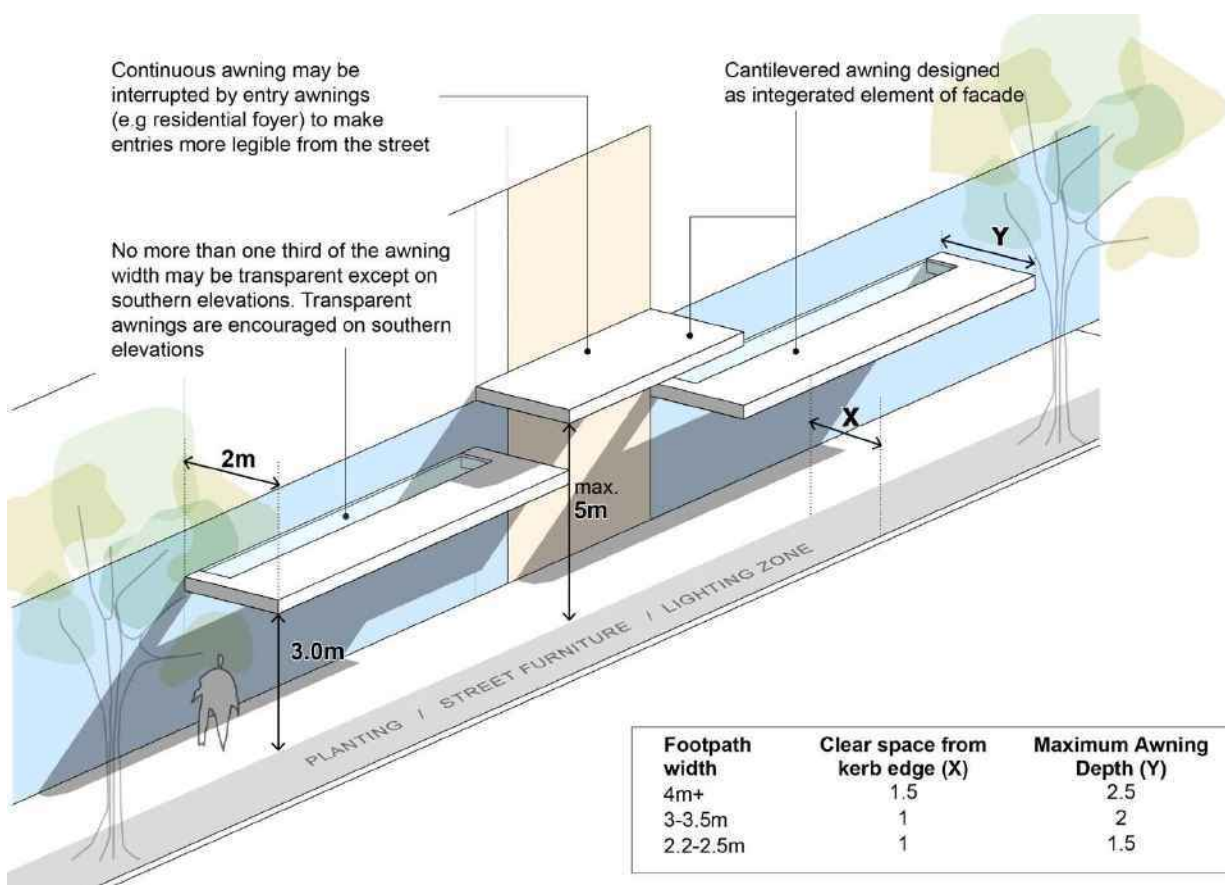 Continuous awning may be
interrupted by entry awnings
(e.g residential foyer) to make
entries more legible from the street
Cantilevered awning designed
as integerated element of facade
No more than one third of the awning
width may be transparent except on
southern elevations. Transparent
awnings are encouraged on southern
elevations
Y
X
2m
max.
5m
3.0m
PLANTING / STREET FURNITURE / LIGHTING ZONE
Footpath width Clear space from kerb edge (X) Maximum Awning Depth (Y)
4m+ 1.5 2.5
3-3.5m 1 2
2.2-2.5m 1 1.5